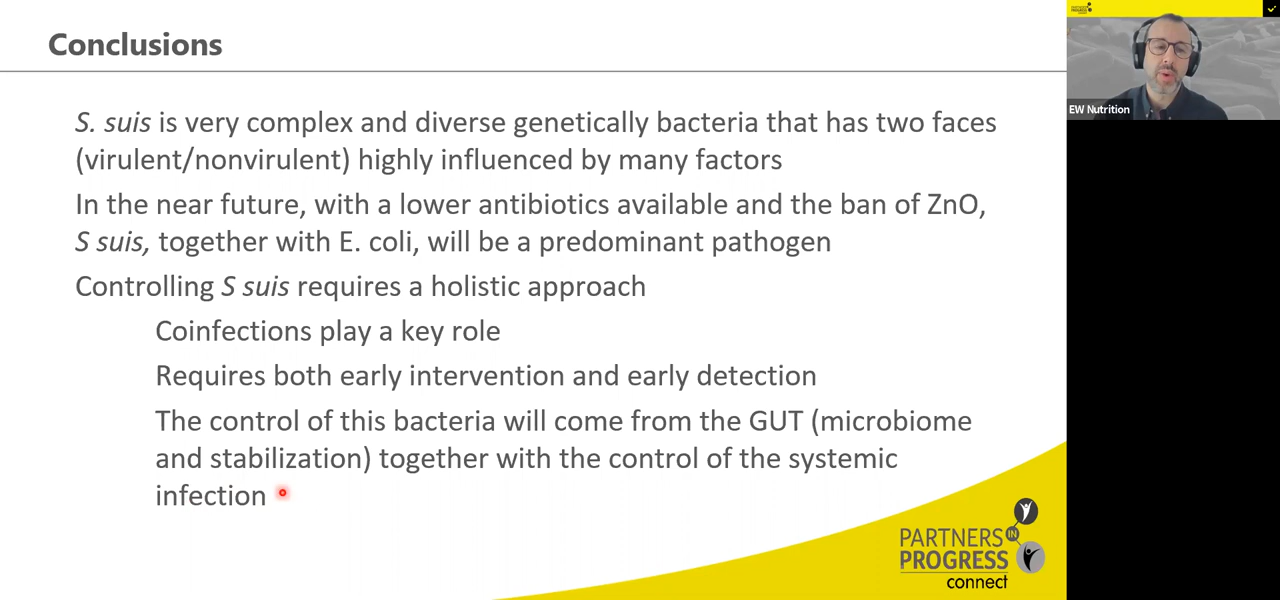 Conclusions
S. suis is very complex and diverse genetically bacteria that has two faces
(virulent/nonvirulent) highly influenced by many factors
In the near future, with a lower antibiotics available and the ban of ZnO,
S suis, together with E. coli, will be a predominant pathogen
Controlling S suis requires a holistic approach
Coinfections play a key role
Requires both early intervention and early detection
The control of this bacteria will come from the GUT (microbiome
and stabilization) together with the control of the systemic
infection
PARTNERS
IN
PROGRESS
connect
EW Nutrition